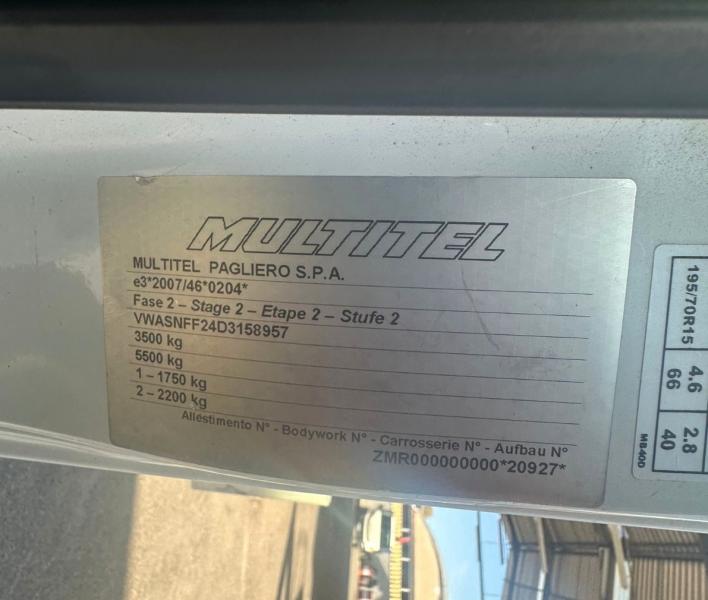 MULTITEL
MULTITEL PAGLIERO S.P.A.
e3*2007/46*0204*
Fase 2 – Stage 2 – Etape 2 – Stufe 2
VWASNFF24D3158957
3500 kg
5500 kg
1 – 1750 kg
2 – 2200 kg
Allestimento N° - Bodywork N° - Carrosserie N° - Aufbau N°
ZMR000000000*20927*
195/70R15
4.6
66
2.8
40
MB400